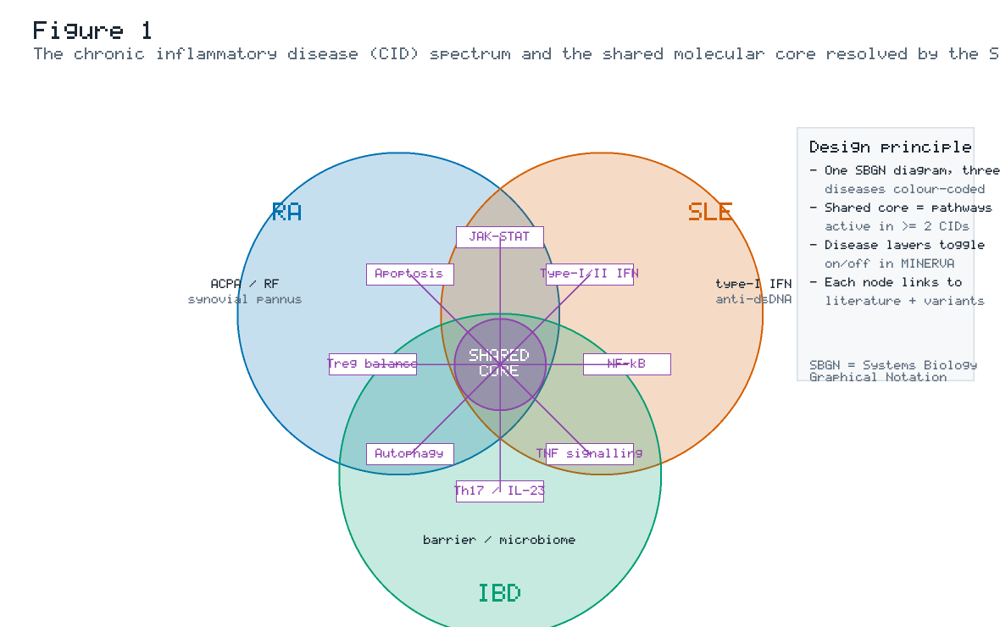 Figure 1
The chronic inflammatory disease (CID) spectrum and the shared molecular core resolved by the S
Design principle
- One SBGN diagram, three
diseases colour-coded
- Shared core = pathways
active in >= 2 CIDs
- Disease layers toggle
on/off in MINERVA
- Each node links to
literature + variants
SBGN = Systems Biology
Graphical Notation
RA
SLE
JAK-STAT
Apoptosis
Type-I/II IFN
ACPA / RF
synovial pannus
type-I IFN
anti-dsDNA
Treg balance
SHARED
CORE
NF-kB
Autophagy
TNF signalling
Th17 / IL-23
barrier / microbiome
IBD